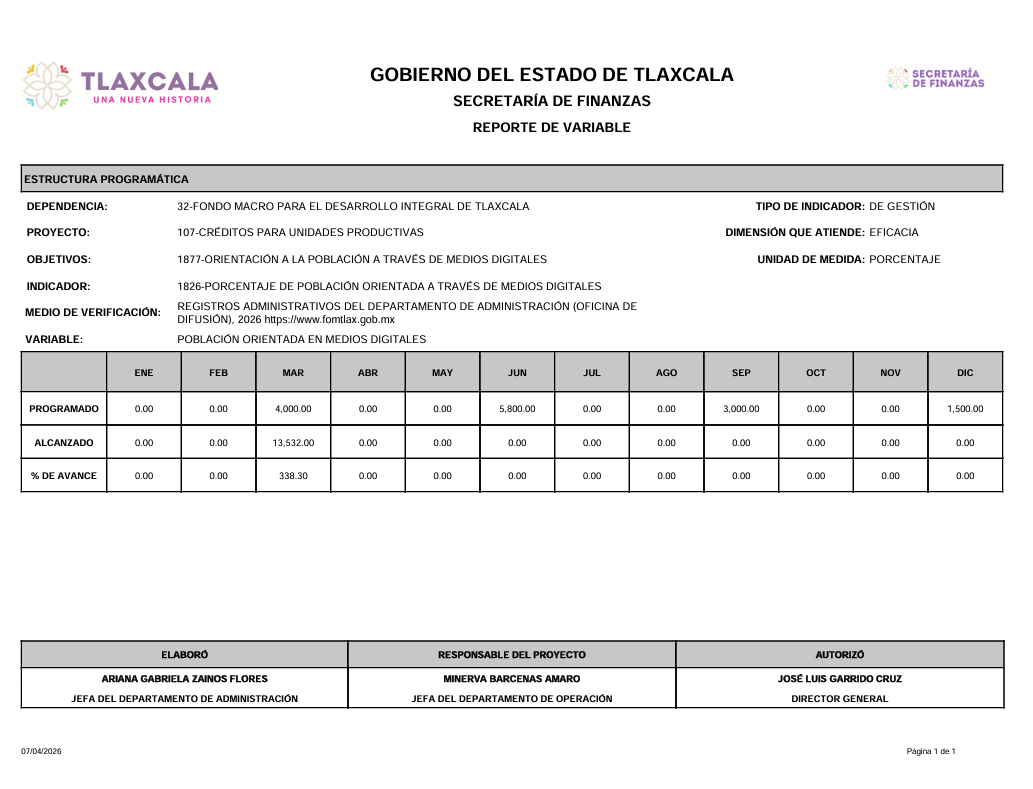 TLAXCALA
UNA NUEVA HISTORIA
GOBIERNO DEL ESTADO DE TLAXCALA
SECRETARÍA DE FINANZAS
REPORTE DE VARIABLE
SECRETARÍA
DE FINANZAS
ESTRUCTURA PROGRAMÁTICA
DEPENDENCIA: 32-FONDO MACRO PARA EL DESARROLLO INTEGRAL DE TLAXCALA TIPO DE INDICADOR: DE GESTIÓN
PROYECTO: 107-CRÉDITOS PARA UNIDADES PRODUCTIVAS DIMENSIÓN QUE ATIENDE: EFICACIA
OBJETIVOS: 1877-ORIENTACIÓN A LA POBLACIÓN A TRAVÉS DE MEDIOS DIGITALES UNIDAD DE MEDIDA: PORCENTAJE
INDICADOR: 1826-PORCENTAJE DE POBLACIÓN ORIENTADA A TRAVÉS DE MEDIOS DIGITALES
MEDIO DE VERIFICACIÓN: REGISTROS ADMINISTRATIVOS DEL DEPARTAMENTO DE ADMINISTRACIÓN (OFICINA DE
DIFUSIÓN), 2026 https://www.fomtlax.gob.mx
VARIABLE: POBLACIÓN ORIENTADA EN MEDIOS DIGITALES
ENE FEB MAR ABR MAY JUN JUL AGO SEP OCT NOV DIC
PROGRAMADO 0.00 0.00 4,000.00 0.00 0.00 5,800.00 0.00 0.00 3,000.00 0.00 0.00 1,500.00
ALCANZADO 0.00 0.00 13,532.00 0.00 0.00 0.00 0.00 0.00 0.00 0.00 0.00 0.00
% DE AVANCE 0.00 0.00 338.30 0.00 0.00 0.00 0.00 0.00 0.00 0.00 0.00 0.00
ELABORÓ RESPONSABLE DEL PROYECTO AUTORIZÓ
ARIANA GABRIELA ZAINOS FLORES MINERVA BARCENAS AMARO JOSÉ LUIS GARRIDO CRUZ
JEFA DEL DEPARTAMENTO DE ADMINISTRACIÓN JEFA DEL DEPARTAMENTO DE OPERACIÓN DIRECTOR GENERAL
07/04/2026 Página 1 de 1